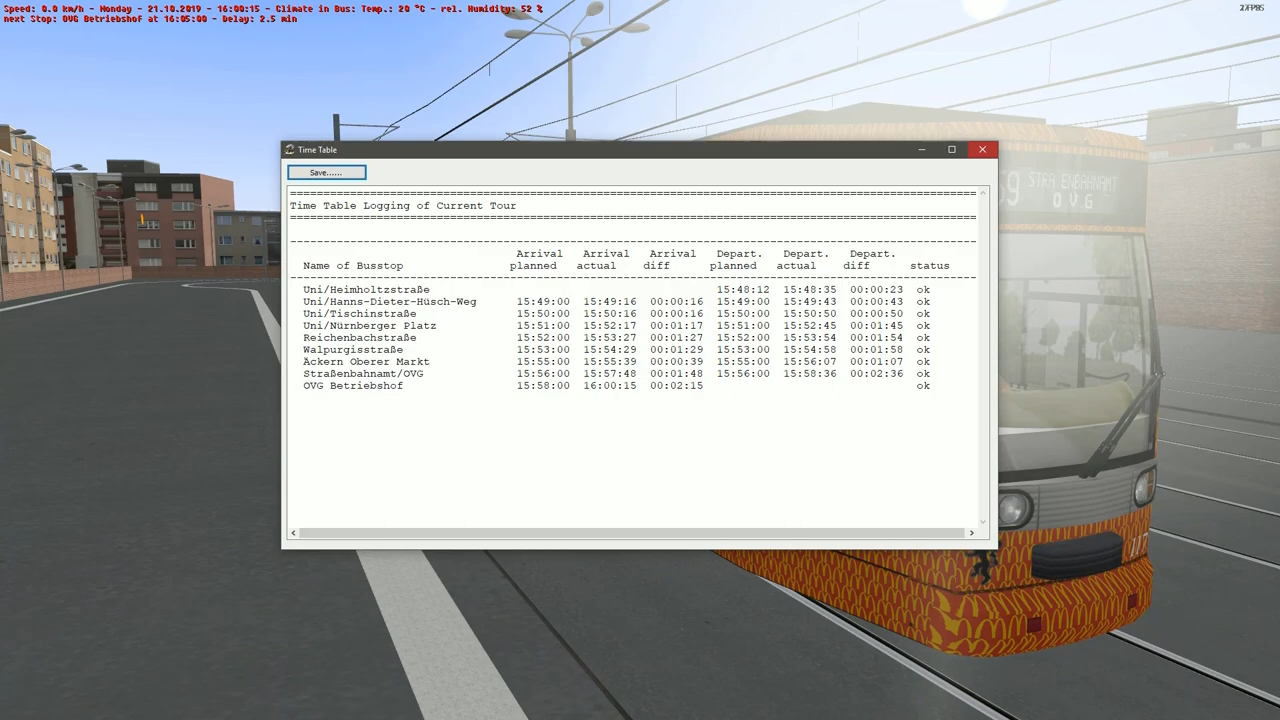 Speed: 0.0 km/h - Monday - 21.10.2019 - 16:00:15 - Climate in Bus: Temp.: 20 °C - rel. Humidity: 52 %
next Stop: OVG Betriebshof at 16:05:00 - Delay: 2.5 min
Time Table
Save......
Time Table Logging of Current Tour
Arrival Arrival Arrival Depart. Depart. Depart.
Name of Busstop planned actual diff planned actual diff status
Uni/Heimholtzstraße 15:48:12 15:48:35 00:00:23 ok
Uni/Hanns-Dieter-Hüsch-Weg 15:49:00 15:49:16 00:00:16 15:49:00 15:49:43 00:00:43 ok
Uni/Tischinstraße 15:50:00 15:50:16 00:00:16 15:50:00 15:50:50 00:00:50 ok
Uni/Nürnberger Platz 15:51:00 15:52:17 00:01:17 15:51:00 15:52:45 00:01:45 ok
Reichenbachstraße 15:52:00 15:53:27 00:01:27 15:52:00 15:53:54 00:01:54 ok
Walpurgisstraße 15:53:00 15:54:29 00:01:29 15:53:00 15:54:58 00:01:58 ok
Äckern Oberer Markt 15:55:00 15:55:39 00:00:39 15:55:00 15:56:07 00:01:07 ok
Straßenbahnamt/OVG 15:56:00 15:57:48 00:01:48 15:56:00 15:58:36 00:02:36 ok
OVG Betriebshof 15:58:00 16:00:15 00:02:15 ok
STRA ENBAHNAMT
O V G
117